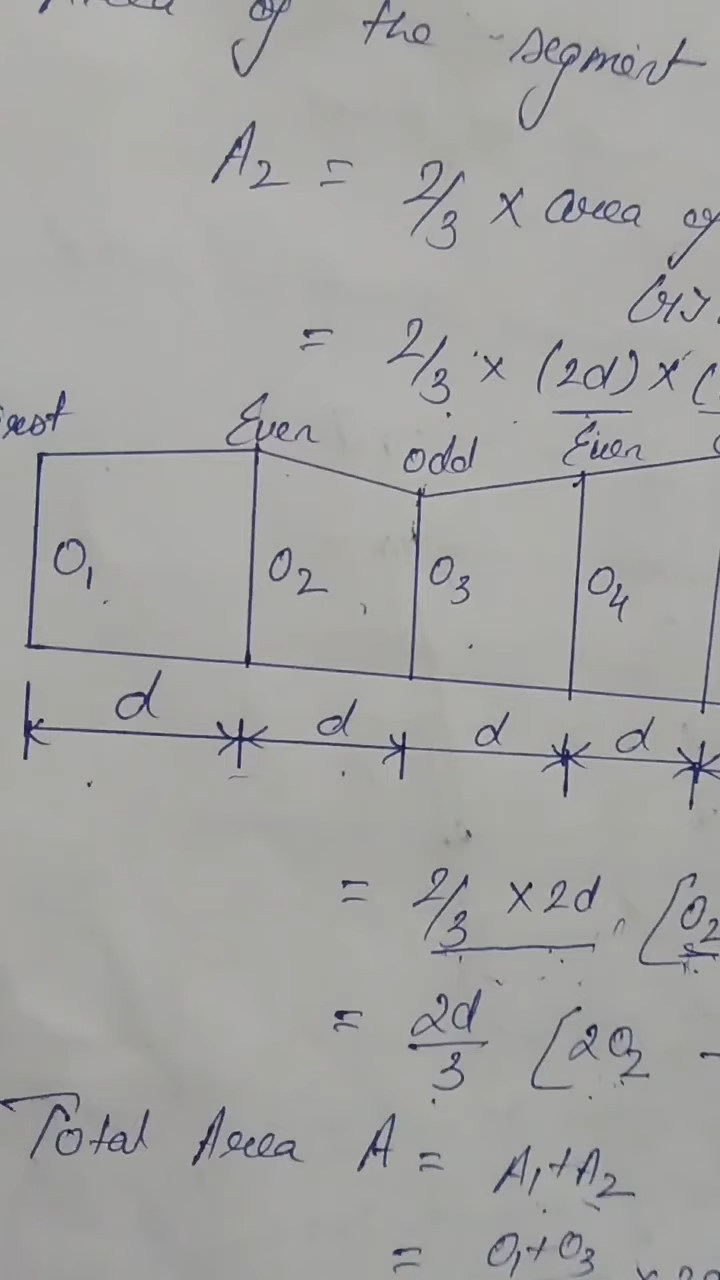 of the segment
A₂ = 2/3 × area of
= 2/3 × (2d) × (
Even odd Even
O₁ O₂ O₃ O₄
d d d d
= 2/3 × 2d . [O₂
= 2d/3 [2O₂ -
Total Area A = A₁+A₂
= O₁+O₃